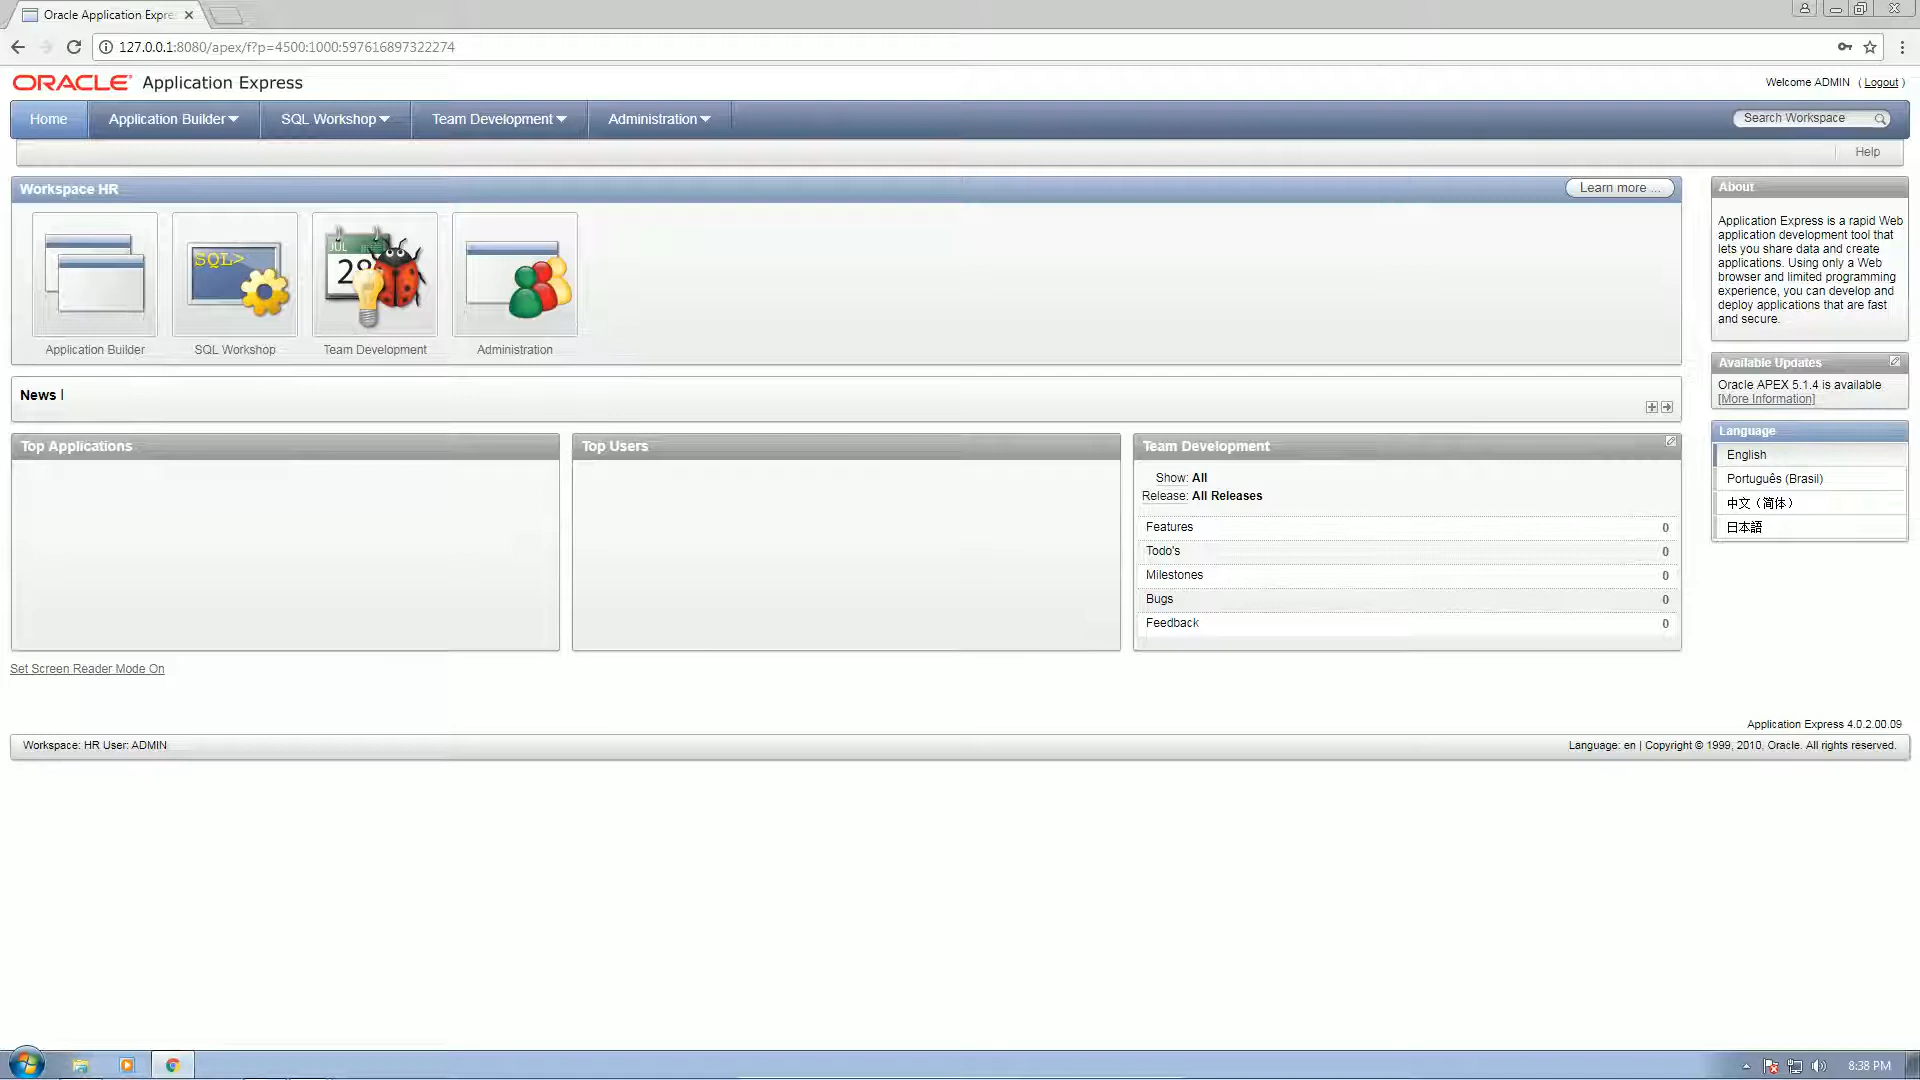 Oracle Application Expre
127.0.0.1:8080/apex/f?p=4500:1000:597616897322274
ORACLE Application Express
Welcome ADMIN ( Logout )
Home
Application Builder
SQL Workshop
Team Development
Administration
Search Workspace
Help
Workspace HR
Learn more ...
SQL>
JUL
28
Application Builder
SQL Workshop
Team Development
Administration
News
Top Applications
Top Users
Team Development
Show: All
Release: All Releases
Features 0
Todo's 0
Milestones 0
Bugs 0
Feedback 0
About
Application Express is a rapid Web
application development tool that
lets you share data and create
applications. Using only a Web
browser and limited programming
experience, you can develop and
deploy applications that are fast
and secure.
Available Updates
Oracle APEX 5.1.4 is available
[More Information]
Language
English
Português (Brasil)
中文（简体）
日本語
Set Screen Reader Mode On
Application Express 4.0.2.00.09
Workspace: HR User: ADMIN
Language: en | Copyright © 1999, 2010, Oracle. All rights reserved.
8:38 PM